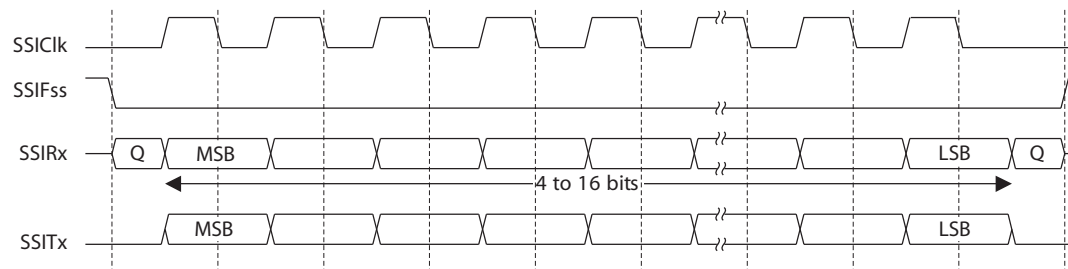 SSIClk
SSIFss
SSIRx Q MSB LSB Q
4 to 16 bits
SSITx MSB LSB